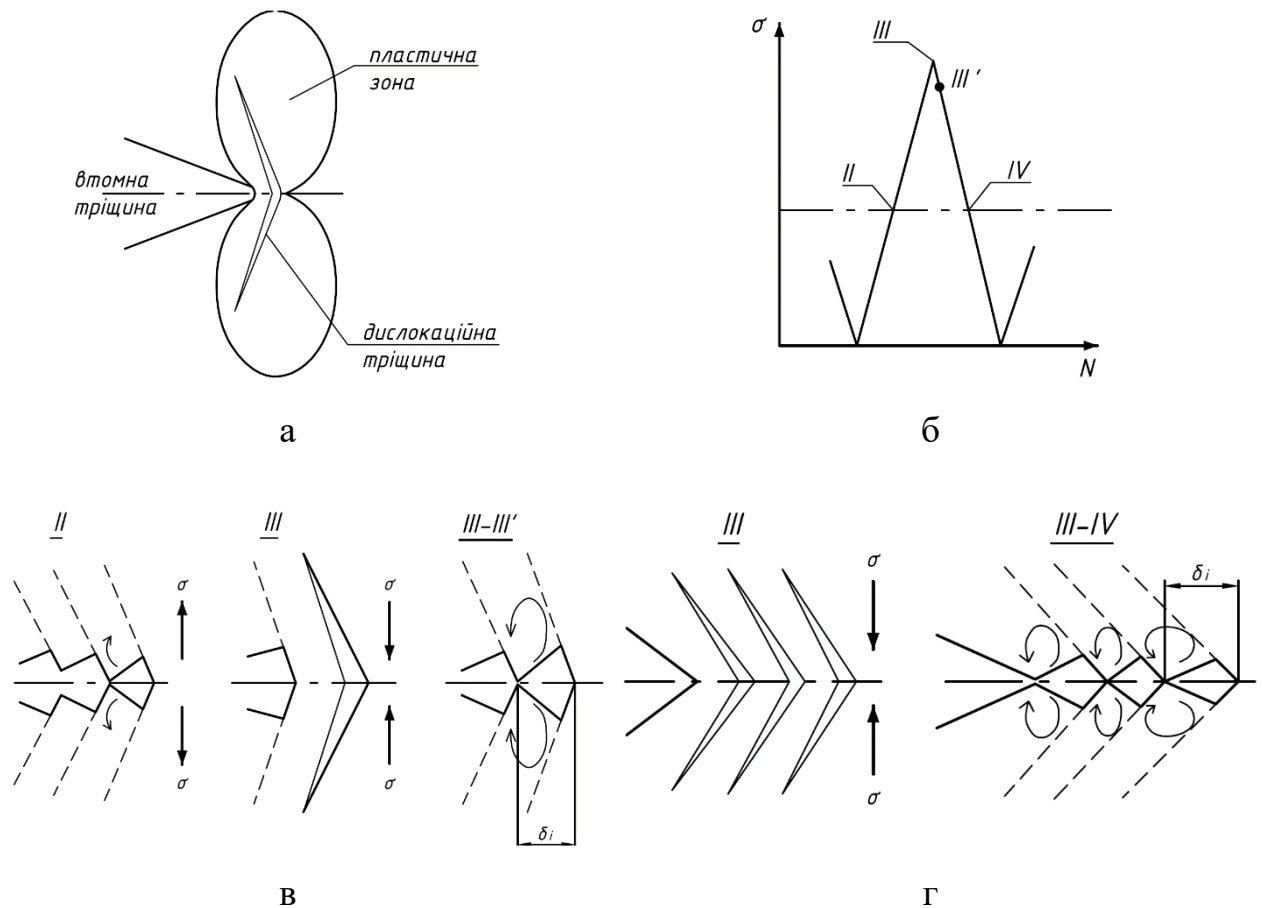 пластична
зона
втомна
тріщина
дислокаційна
тріщина
а
σ
III
III'
II
IV
N
б
II
σ
σ
III
σ
σ
III-III'
δi
в
III
σ
σ
III-IV
δi
г